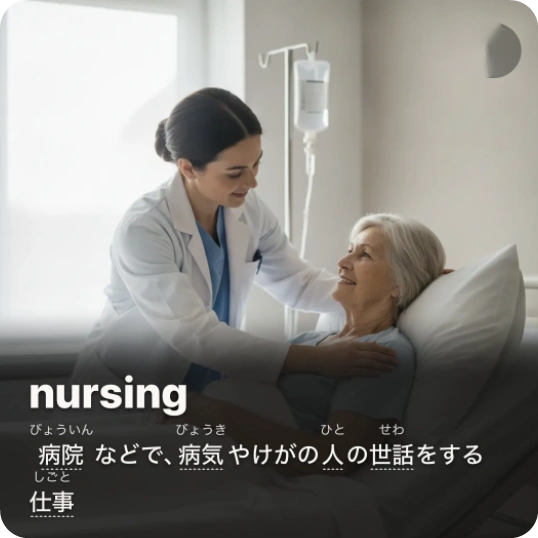 nursing
びょういん びょうき ひと せわ
病院 などで、病気 やけがの人の世話をする
しごと
仕事